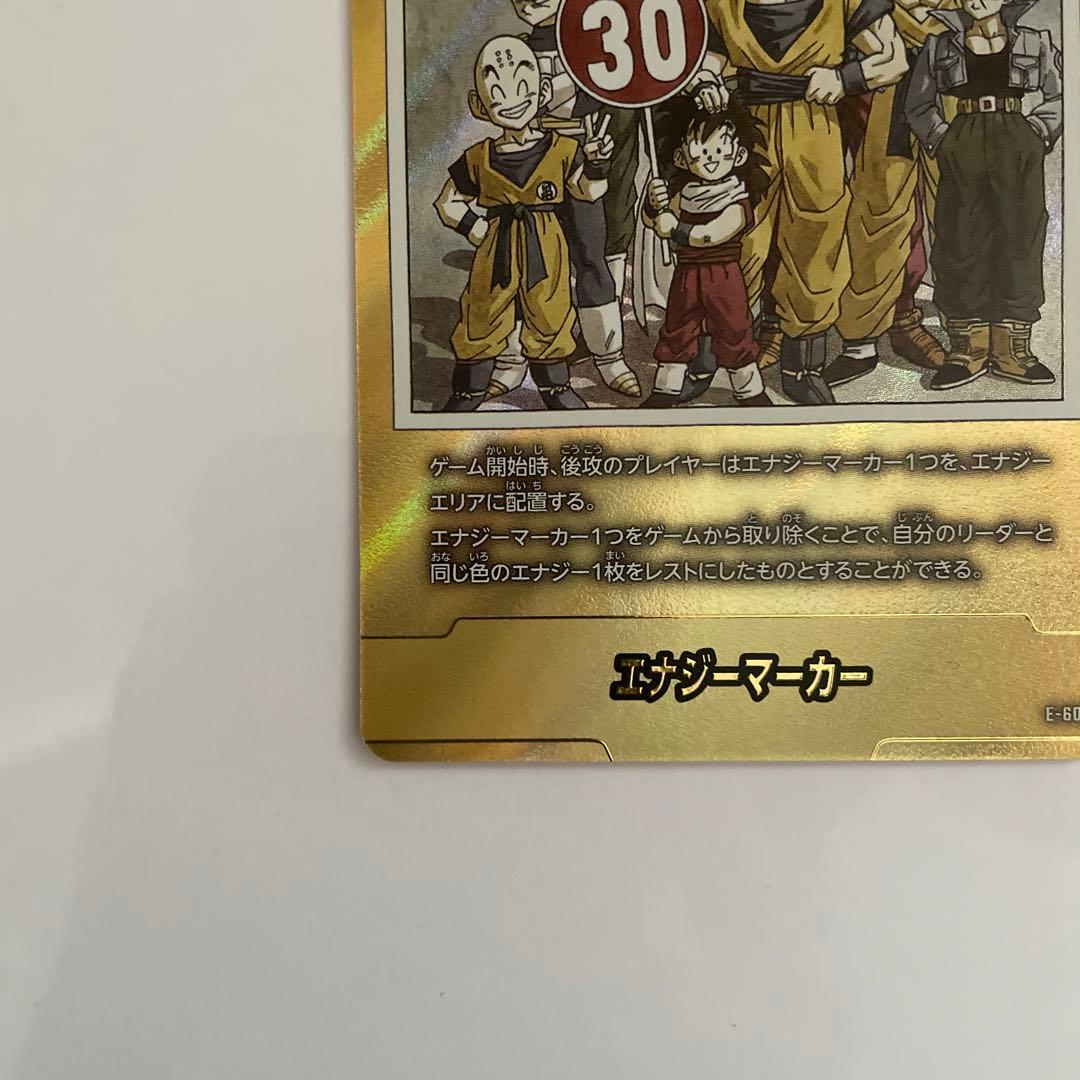 30
ゲーム開始時、後攻のプレイヤーはエナジーマーカー1つを、エナジー
エリアに配置する。
エナジーマーカー1つをゲームから取り除くことで、自分のリーダーと
同じ色のエナジー1枚をレストにしたものとすることができる。
エナジーマーカー
E-60